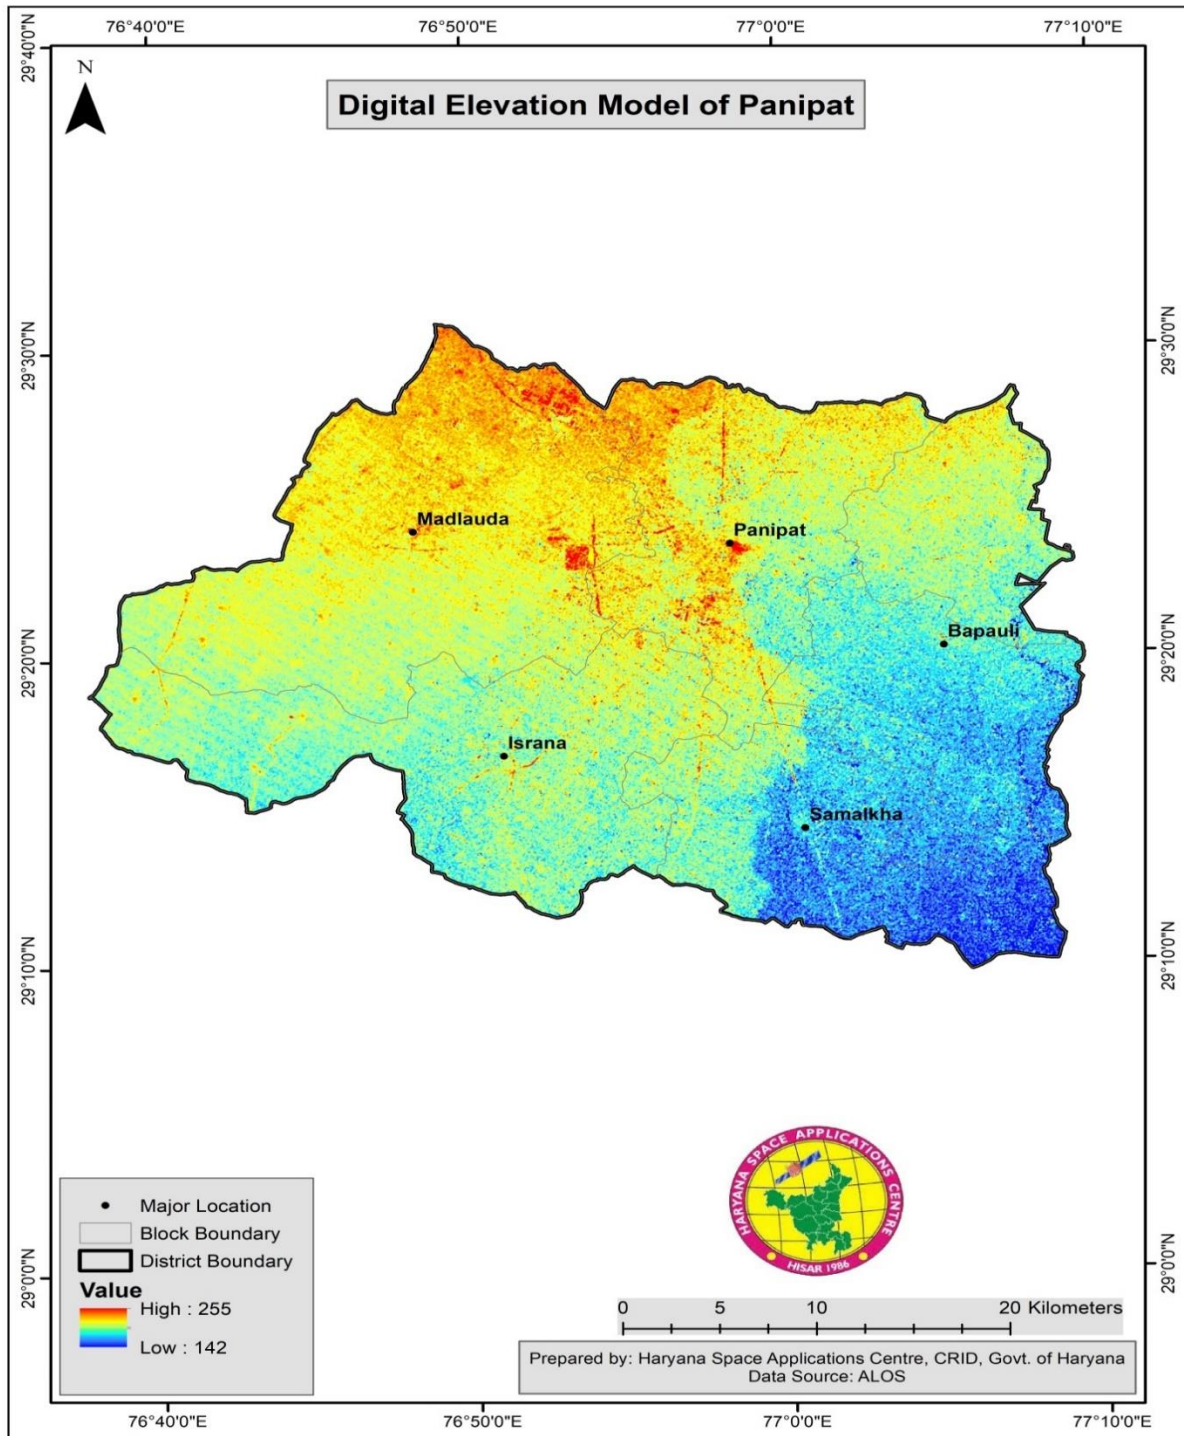 76°40'0"E 76°50'0"E 77°0'0"E 77°10'0"E
29°40'0"N
29°40'0"N
N
Digital Elevation Model of Panipat
29°30'0"N
29°30'0"N
Madlauda
Panipat
Bapauli
29°20'0"N
29°20'0"N
Israna
Samalkha
29°10'0"N
29°10'0"N
HARYANA SPACE APPLICATIONS CENTRE
HISAR 1986
Major Location
Block Boundary
District Boundary
Value
High : 255
Low : 142
29°0'0"N
29°0'0"N
0 5 10 20 Kilometers
Prepared by: Haryana Space Applications Centre, CRID, Govt. of Haryana
Data Source: ALOS
76°40'0"E 76°50'0"E 77°0'0"E 77°10'0"E